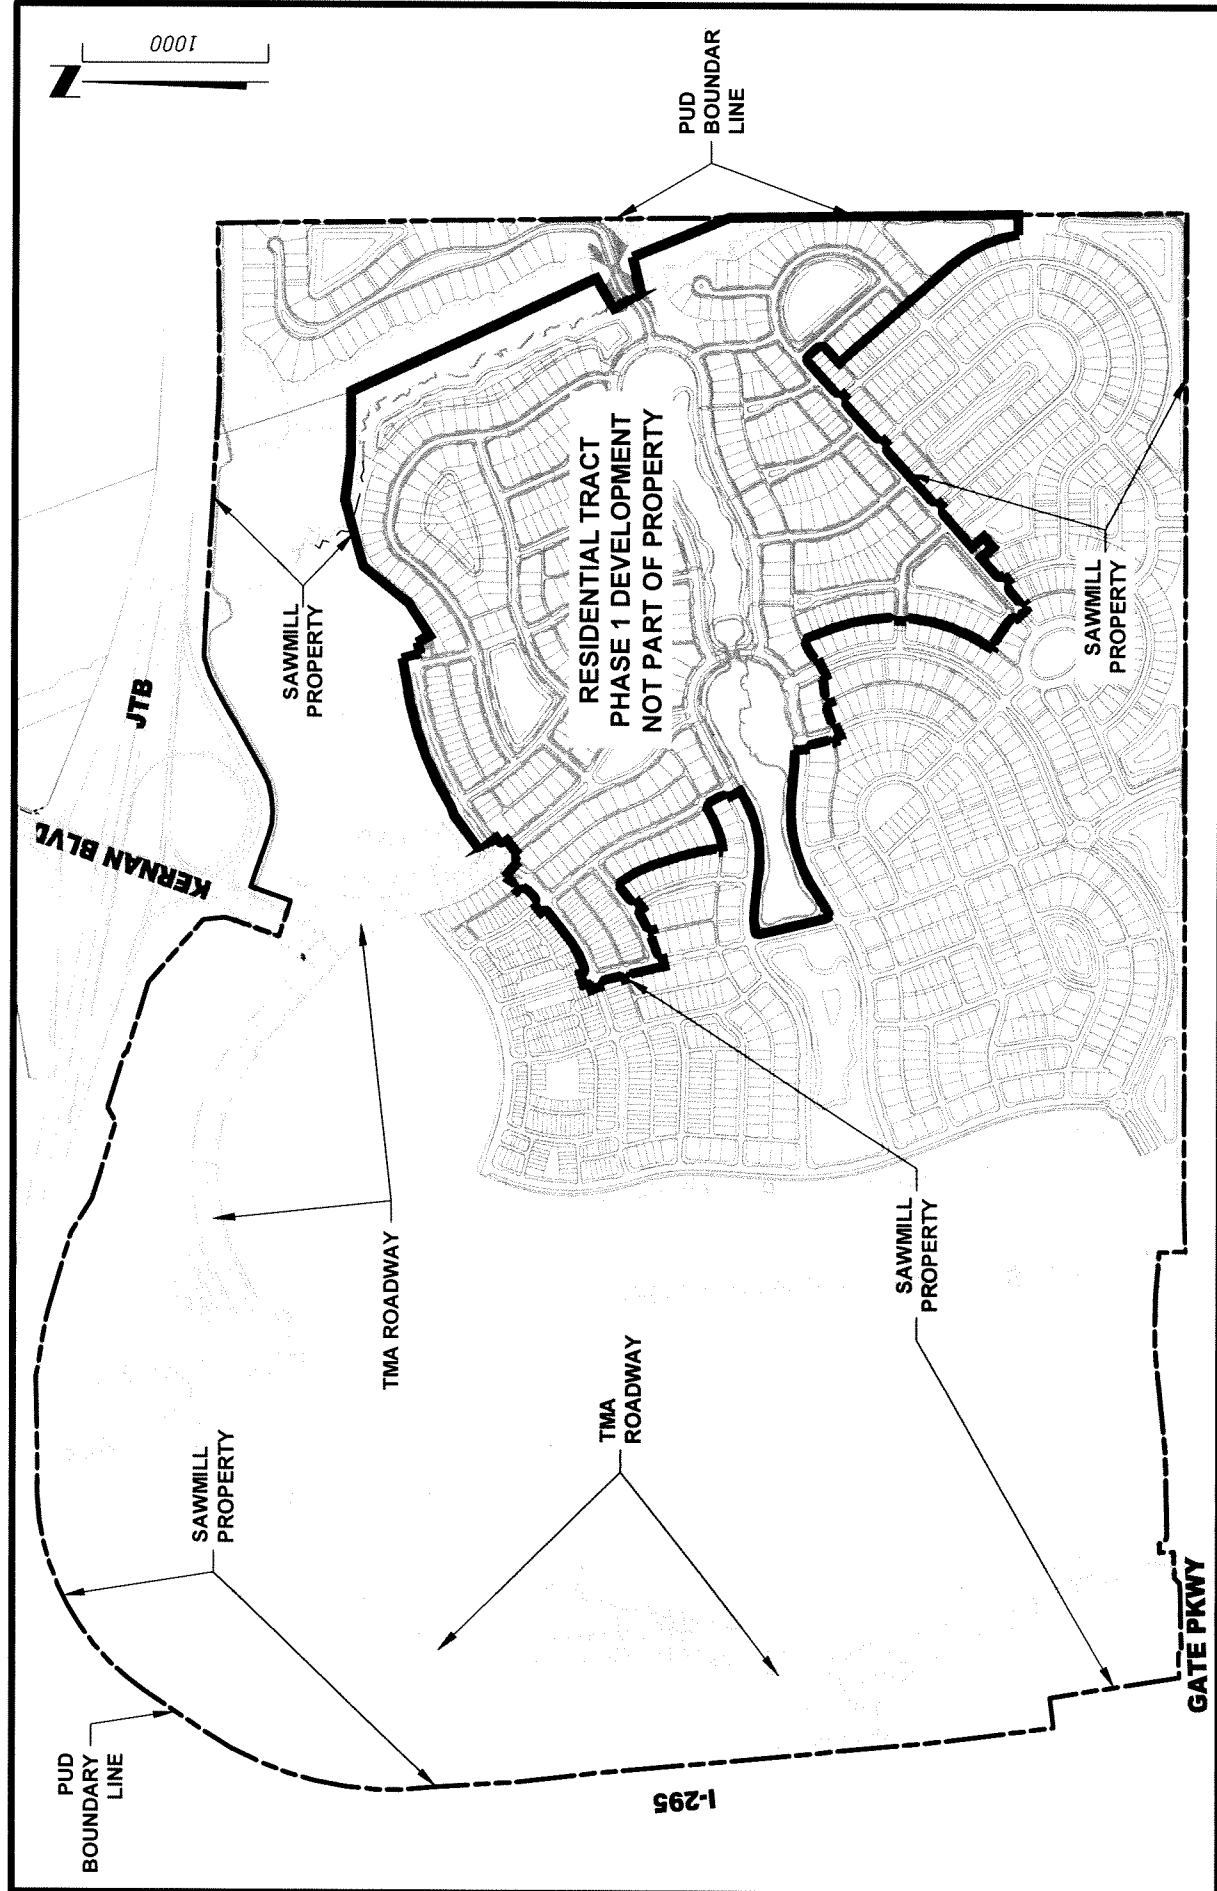 1000
N
PUD
BOUNDAR
LINE
JTB
KERNAN BLVD
SAWMILL
PROPERTY
RESIDENTIAL TRACT
PHASE 1 DEVELOPMENT
NOT PART OF PROPERTY
SAWMILL
PROPERTY
TMA ROADWAY
SAWMILL
PROPERTY
TMA
ROADWAY
SAWMILL
PROPERTY
PUD
BOUNDARY
LINE
I-295
GATE PKWY